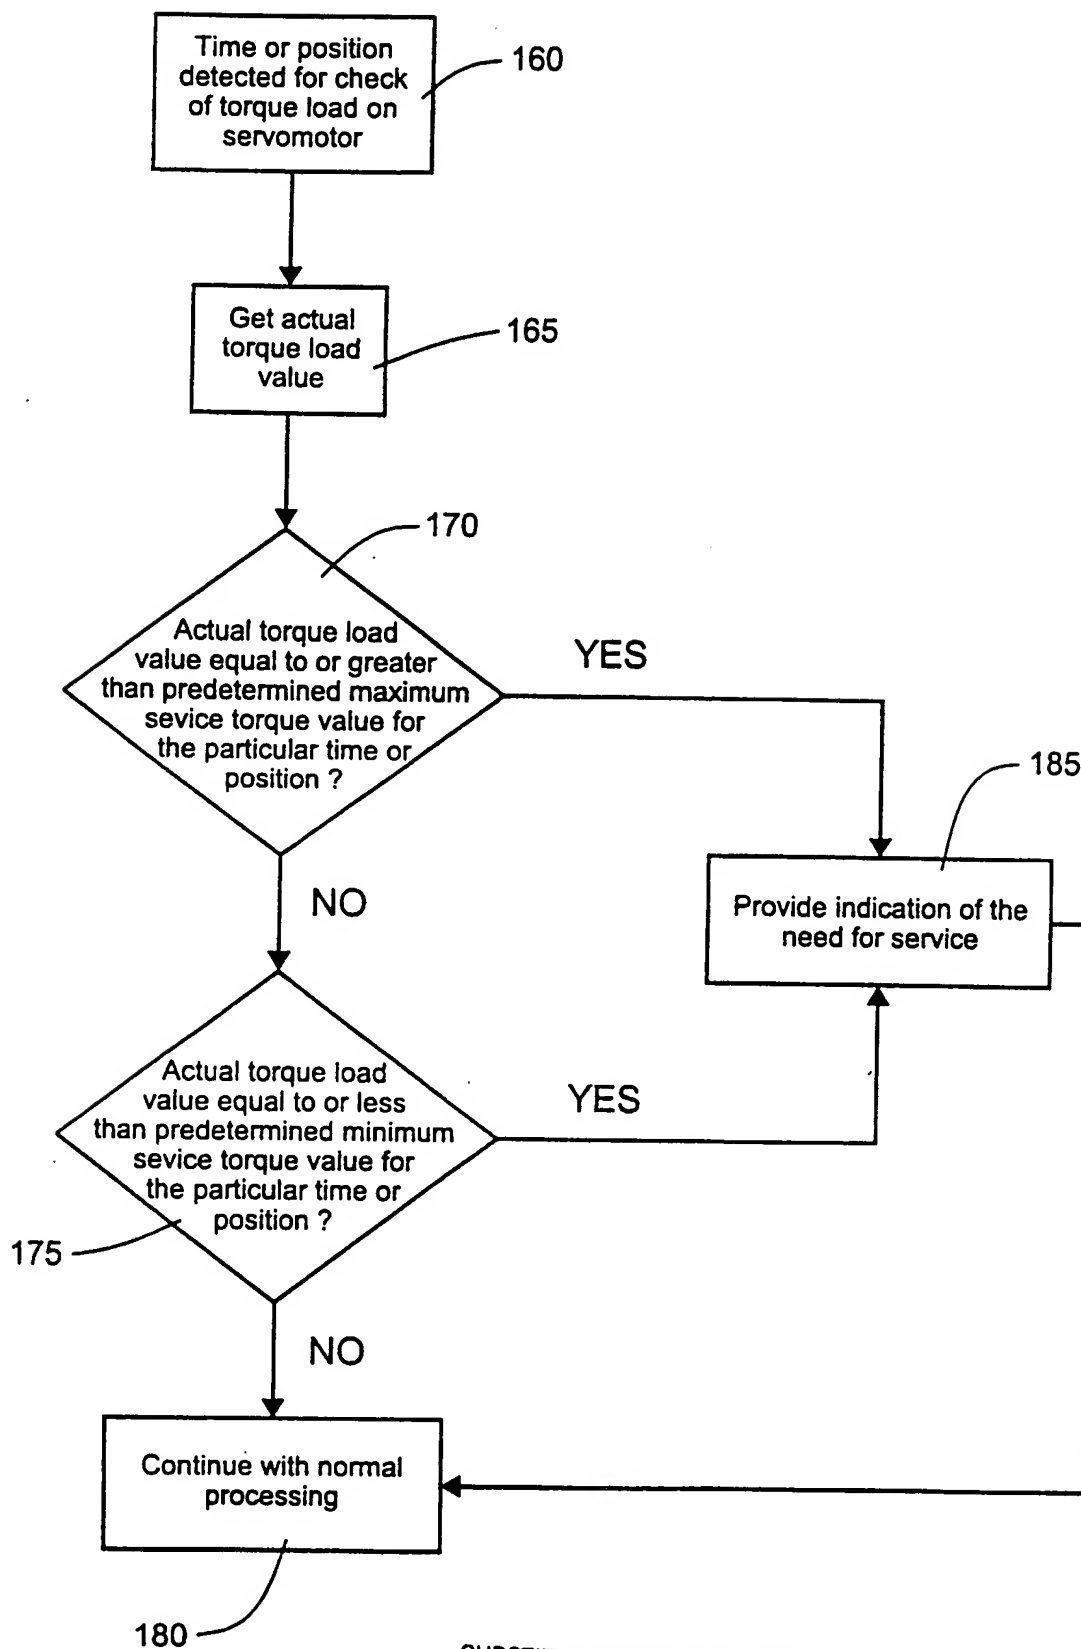 Time or position
detected for check
of torque load on
servomotor
160
Get actual
torque load
value
165
170
Actual torque load
value equal to or greater
than predetermined maximum
sevice torque value for
the particular time or
position ?
YES
185
NO
Provide indication of the
need for service
Actual torque load
value equal to or less
than predetermined minimum
sevice torque value for
the particular time or
position ?
YES
175
NO
Continue with normal
processing
180